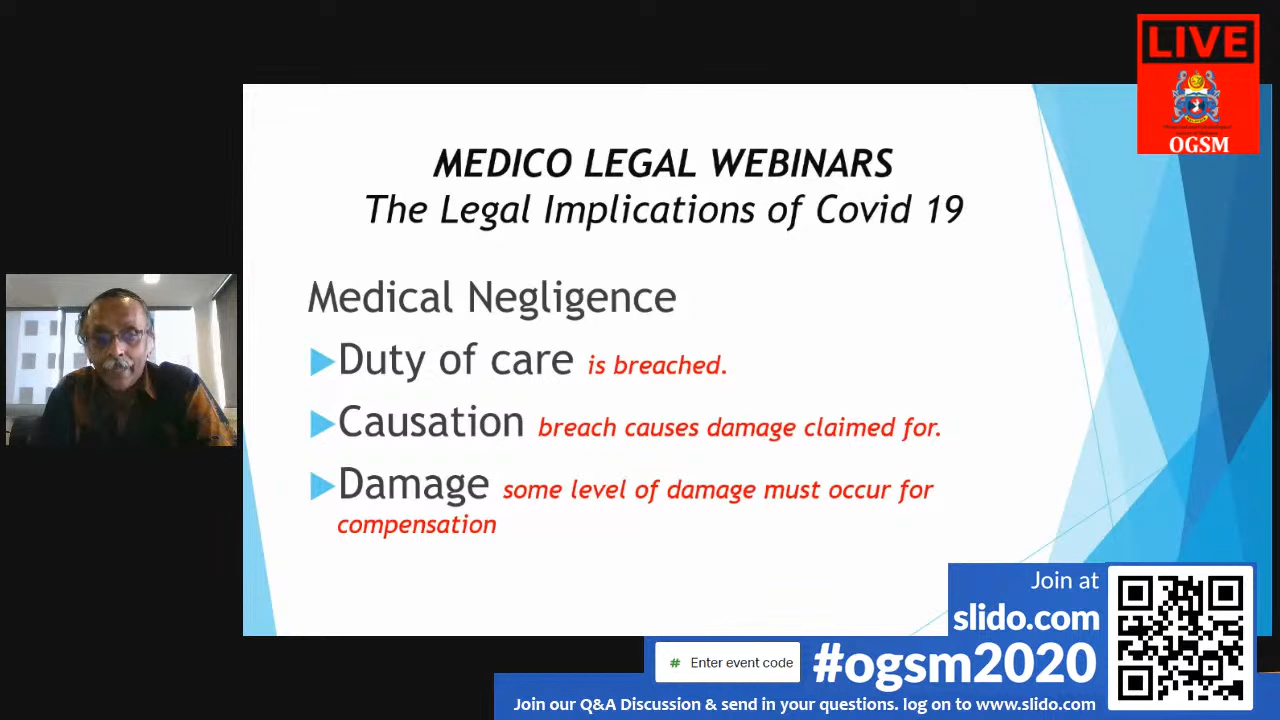 LIVE
OGSM
MEDICO LEGAL WEBINARS
The Legal Implications of Covid 19
Medical Negligence
Duty of care is breached.
Causation breach causes damage claimed for.
Damage some level of damage must occur for
compensation
Join at
slido.com
# Enter event code
#ogsm2020
Join our Q&A Discussion & send in your questions. log on to www.slido.com